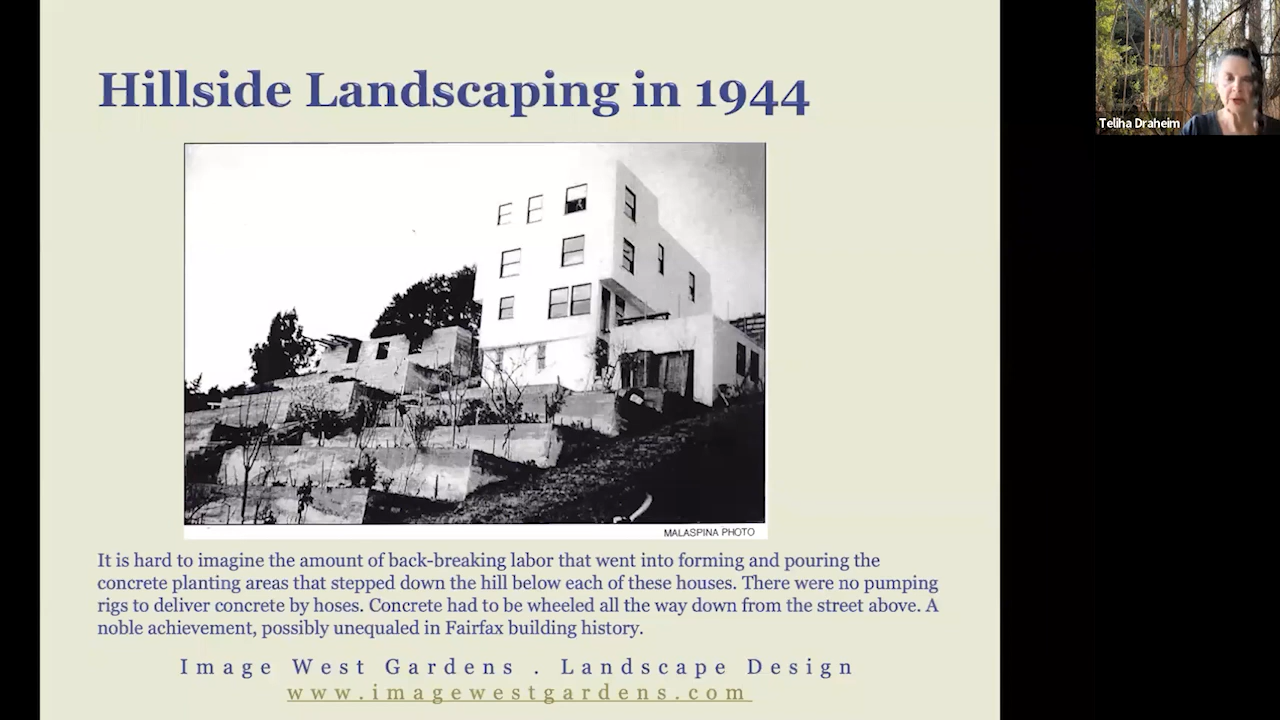 Hillside Landscaping in 1944
Teliha Draheim
MALASPINA PHOTO
It is hard to imagine the amount of back-breaking labor that went into forming and pouring the
concrete planting areas that stepped down the hill below each of these houses. There were no pumping
rigs to deliver concrete by hoses. Concrete had to be wheeled all the way down from the street above. A
noble achievement, possibly unequaled in Fairfax building history.
Image West Gardens . Landscape Design
www.imagewestgardens.com